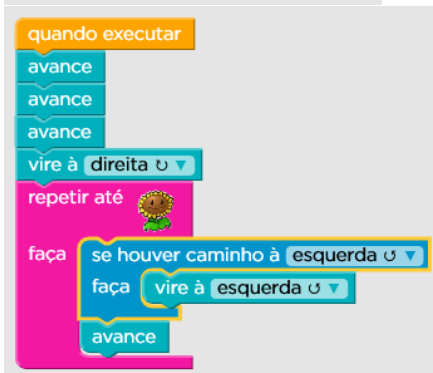 quando executar
avance
avance
avance
vire à direita ↻ ▼
repetir até
faça se houver caminho à esquerda ↺ ▼
faça vire à esquerda ↺ ▼
avance